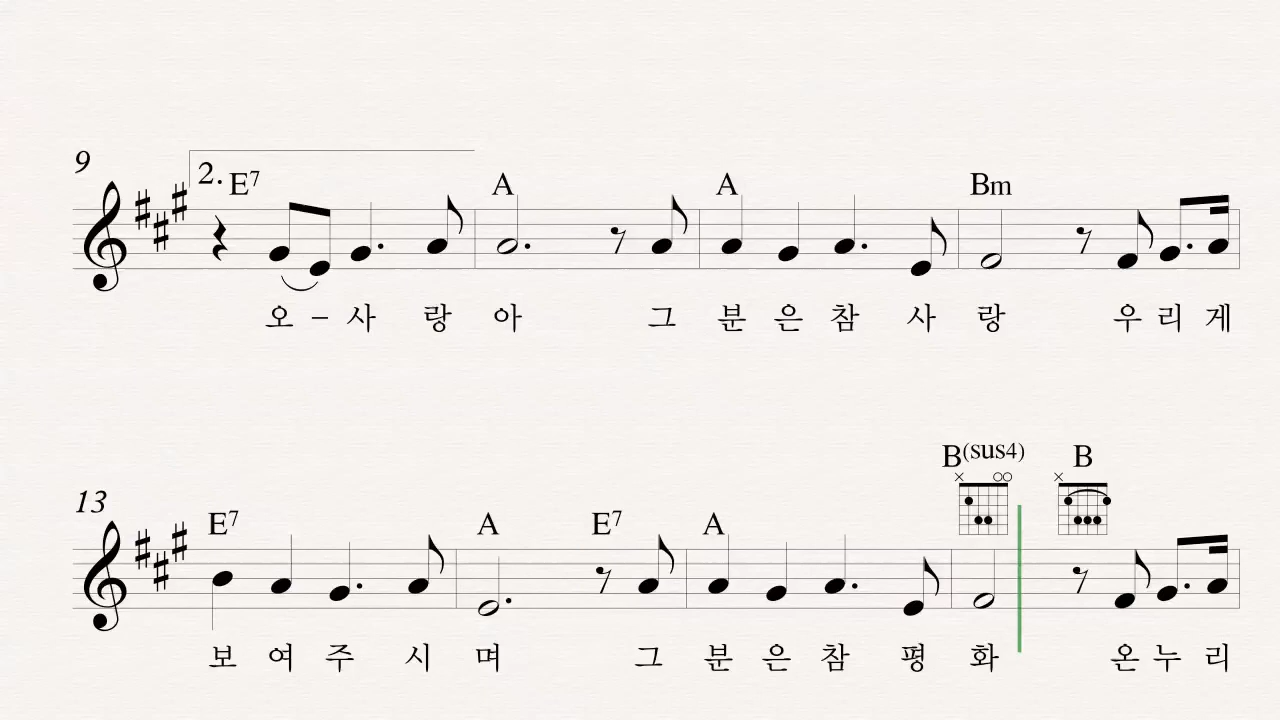 9
2. E7 A A Bm
오 – 사 랑 아 그 분 은 참 사 랑 우 리 게
B(sus4) B
13
E7 A E7 A
보 여 주 시 며 그 분 은 참 평 화 온 누 리